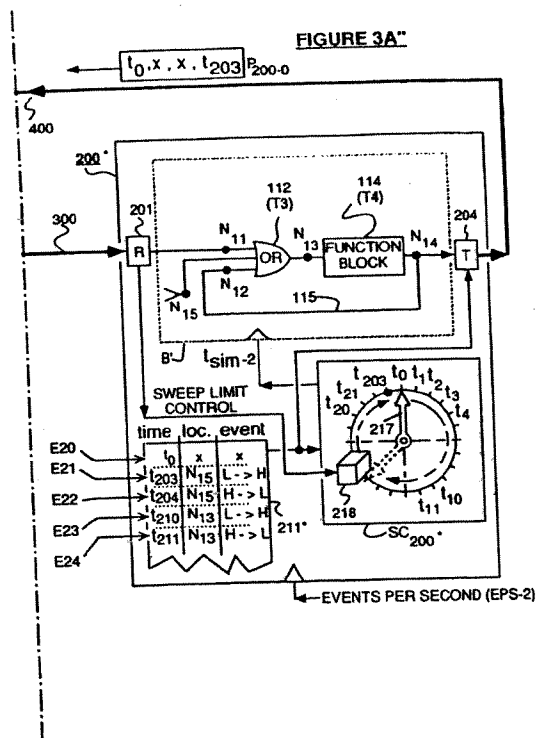 FIGURE 3A"
t0,x, x, t203 P200-0
400
200*
201
300
R
N11
N12
N15
112
(T3)
OR
N13
114
(T4)
FUNCTION
BLOCK
N14
115
204
T
B'
tsim-2
SWEEP LIMIT
CONTROL
time loc. event
E20 t0 x x
E21 t203 N15 L -> H
E22 t204 N15 H -> L
E23 t210 N13 L -> H
E24 t211 N13 H -> L
211*
t203 t0 t1 t2 t3 t4
t21
t20
217
t10
t11
218
SC200*
EVENTS PER SECOND (EPS-2)